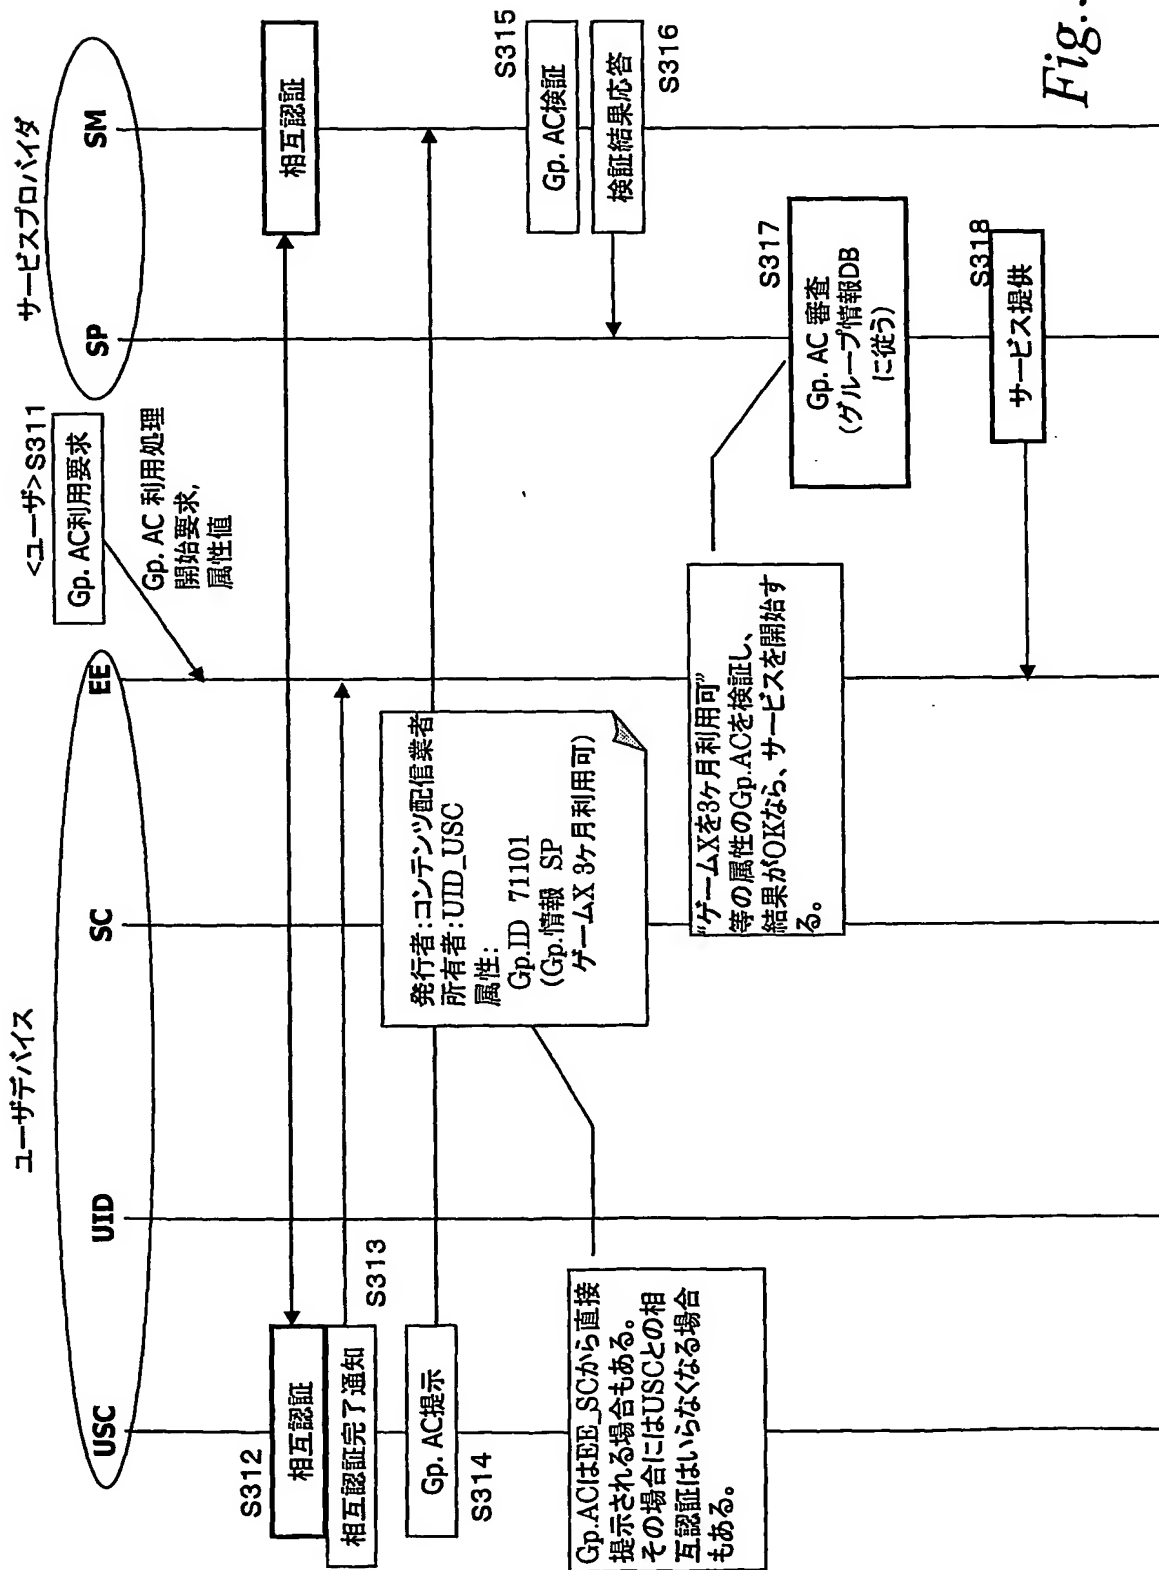 ユーザデバイス
サービスプロバイダ
USC
UID
SC
EE
SP
SM
<ユーザ>S311
Gp. AC利用要求
Gp. AC 利用処理
開始要求,
属性値
S312
相互認証
相互認証
相互認証完了通知
S313
Gp. AC提示
S314
発行者:コンテンツ配信業者
所有者:UID_USC
属性:
Gp.ID 71101
(Gp.情報 SP
ゲームX 3ヶ月利用可)
Gp.ACはEE_SCから直接
提示される場合もある。
その場合にはUSCとの相
互認証はいらなくなる場合
もある。
S315
Gp. AC検証
検証結果応答
S316
"ゲームXを3ヶ月利用可"
等の属性のGp.ACを検証し、
結果がOKなら、サービスを開始す
る。
S317
Gp. AC 審査
(グループ情報DB
に従う)
S318
サービス提供
Fig.